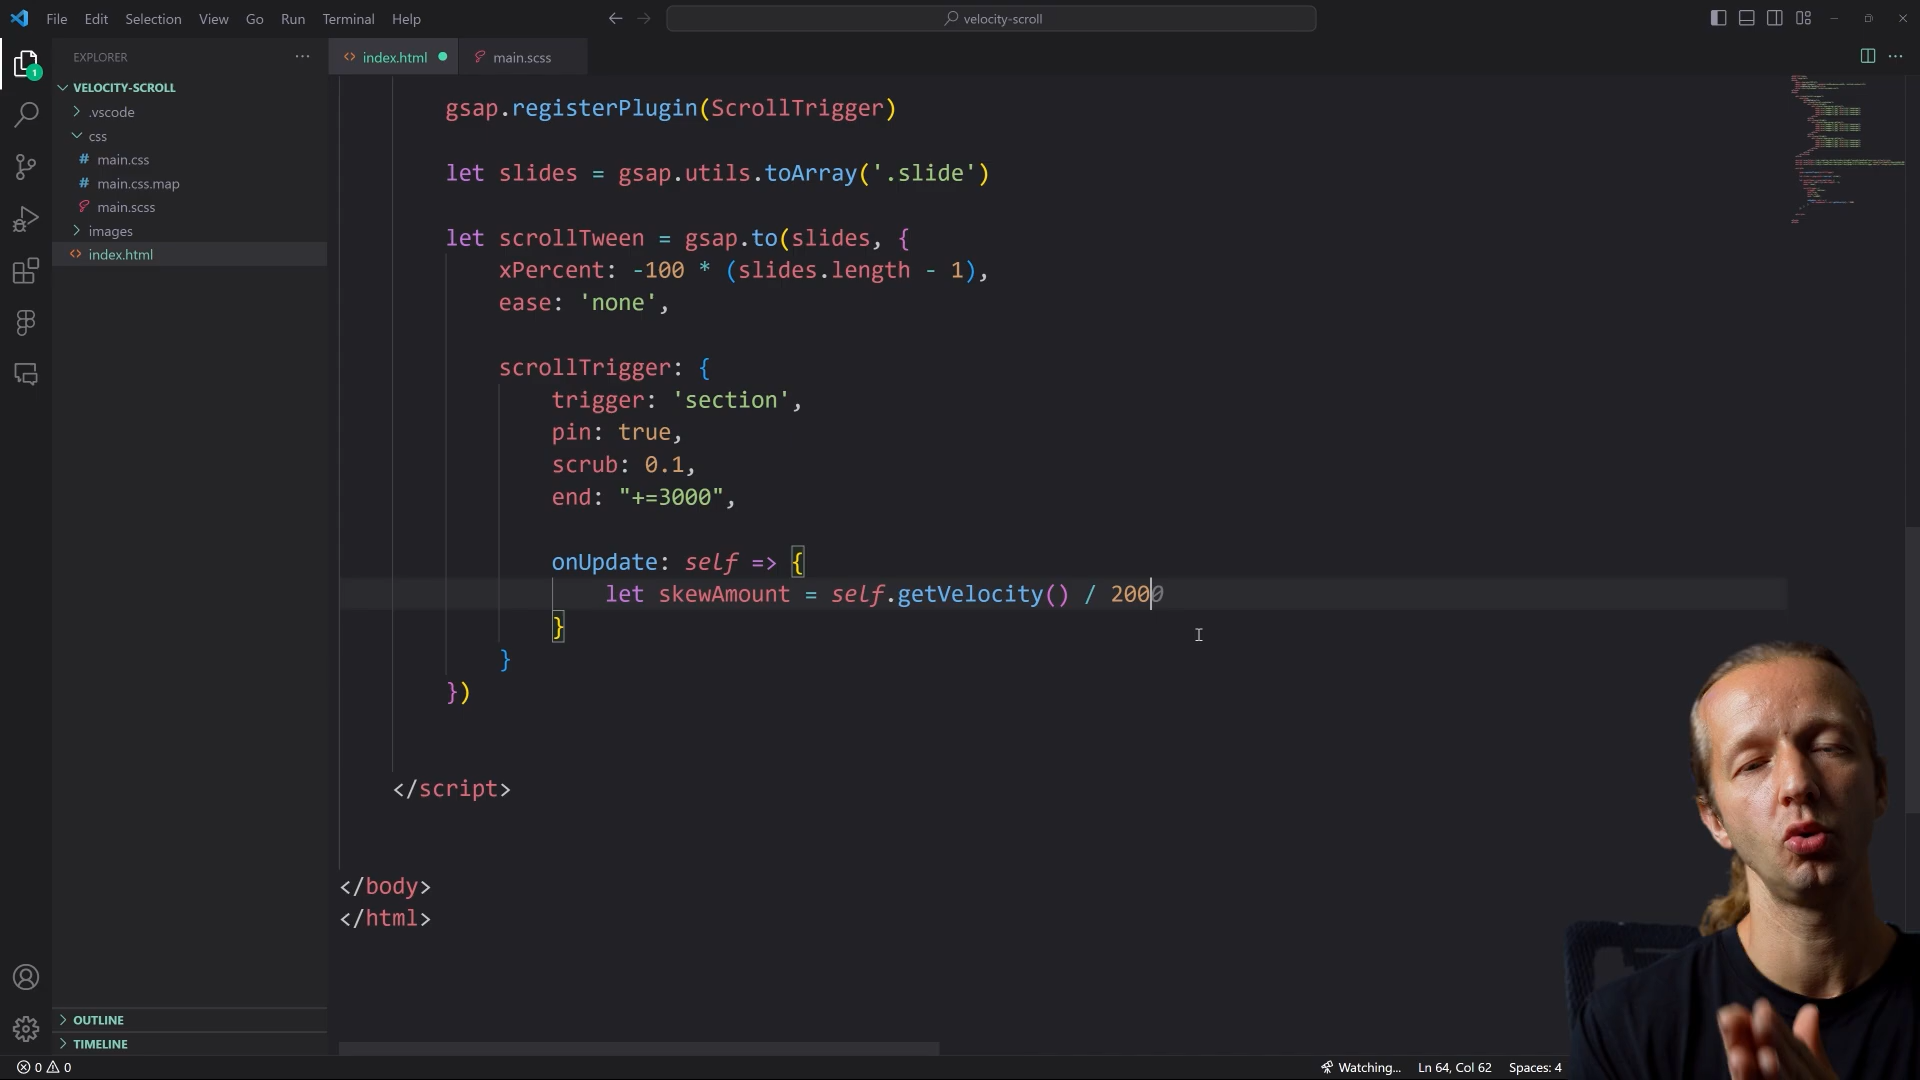 File Edit Selection View Go Run Terminal Help
velocity-scroll
EXPLORER
VELOCITY-SCROLL
.vscode
css
main.css
main.css.map
main.scss
images
index.html
OUTLINE
TIMELINE
index.html
main.scss
gsap.registerPlugin(ScrollTrigger)
let slides = gsap.utils.toArray('.slide')
let scrollTween = gsap.to(slides, {
xPercent: -100 * (slides.length - 1),
ease: 'none',
scrollTrigger: {
trigger: 'section',
pin: true,
scrub: 0.1,
end: "+=3000",
onUpdate: self => {
let skewAmount = self.getVelocity() / 2000
}
}
})
</script>
</body>
</html>
0 0
Watching... Ln 64, Col 62 Spaces: 4